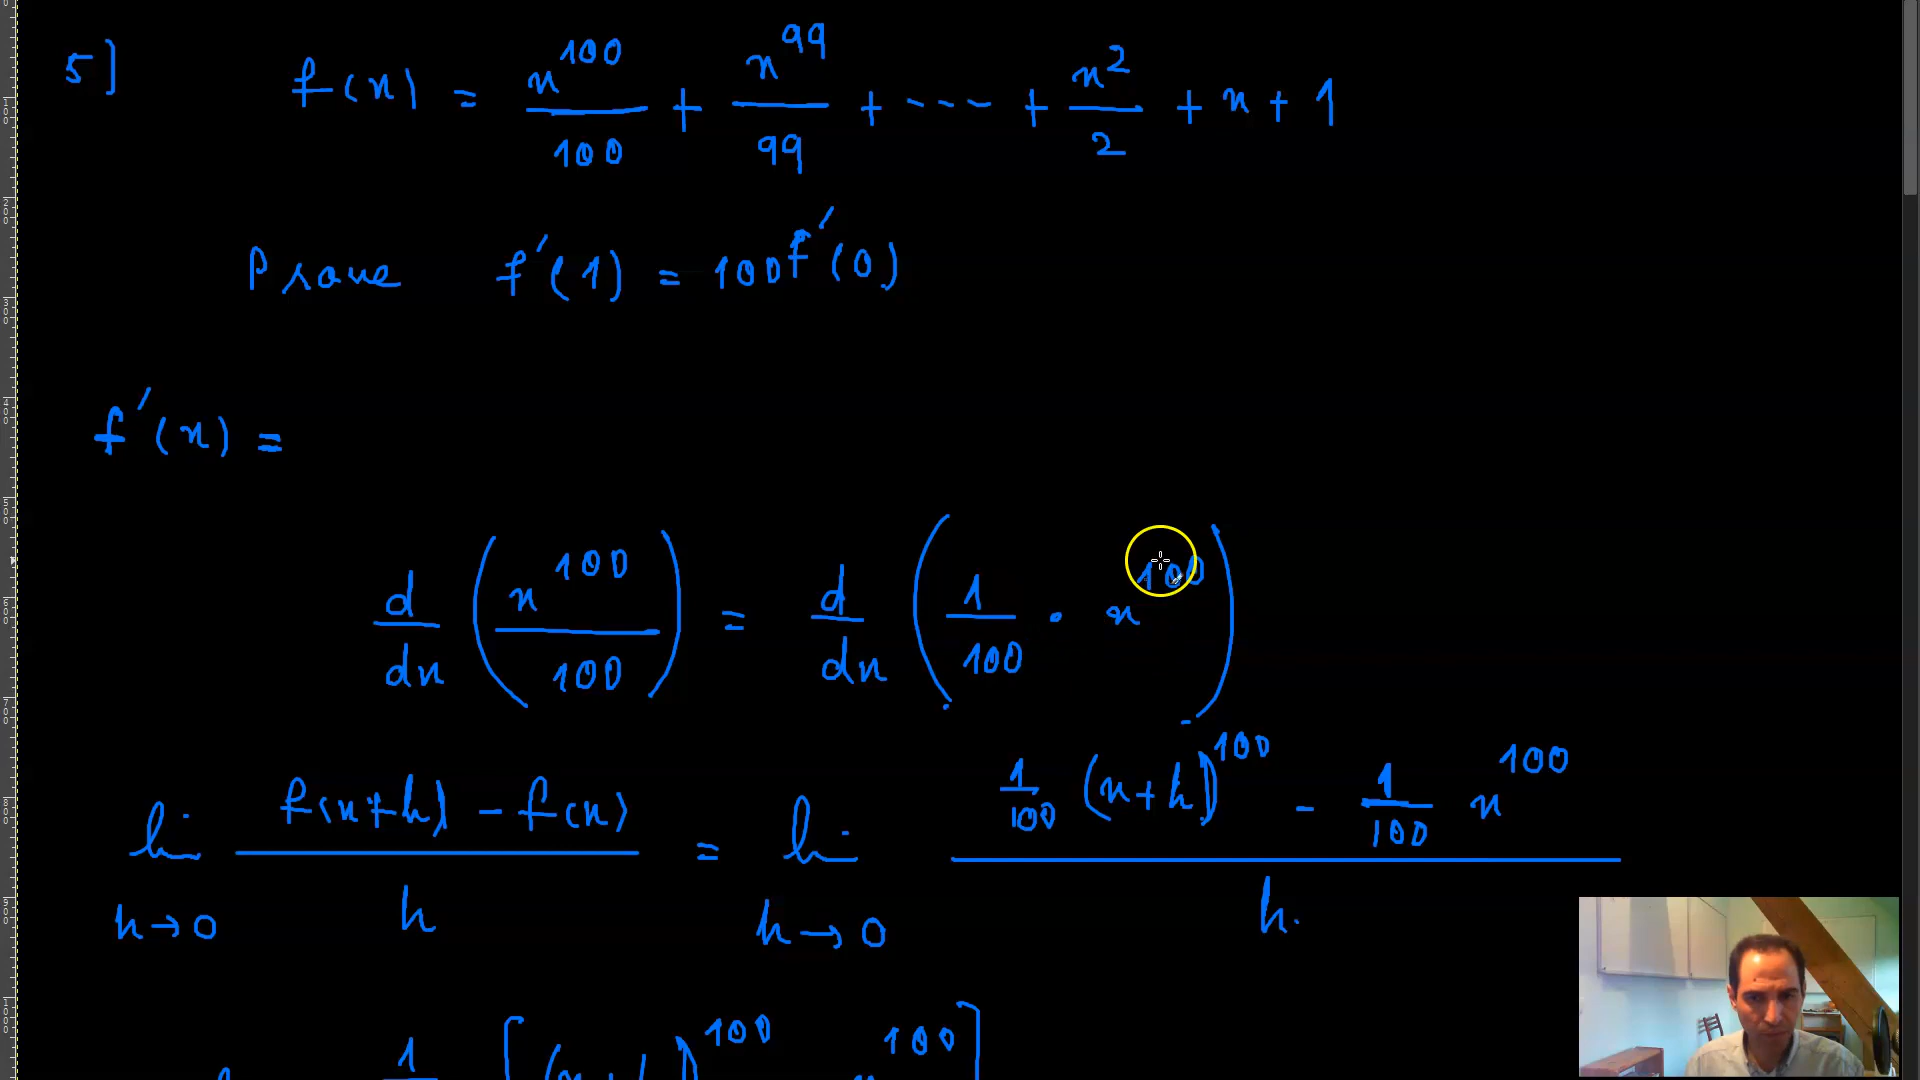 5] f(x) = x^100/100 + x^99/99 + --- + x^2/2 + x + 1
Prove f'(1) = 100f'(0)
f'(x) =
d/dx (x^100/100) = d/dx (1/100 · x^100)
lim h→0 (f(x+h) - f(x))/h = lim h→0 (1/100 (x+h)^100 - 1/100 x^100)/h.